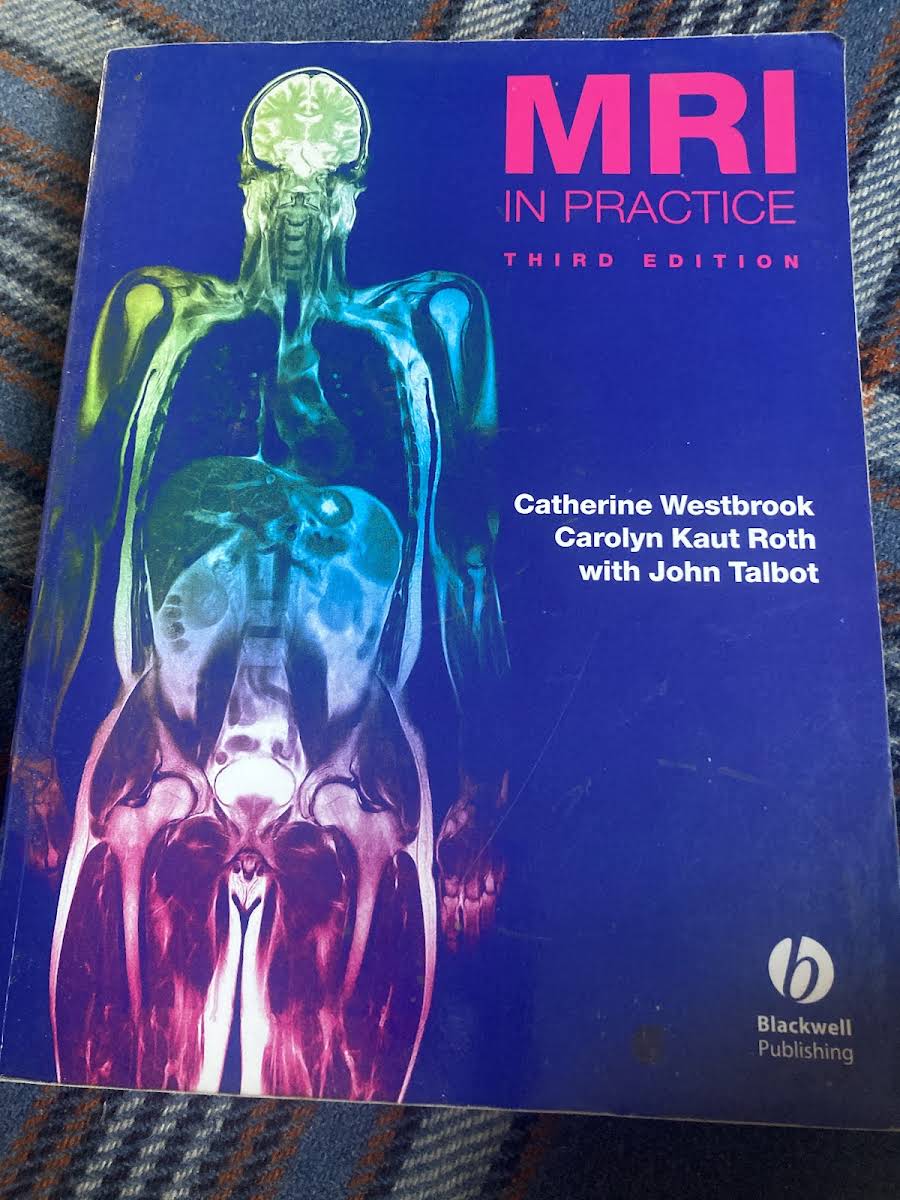 MRI
IN PRACTICE
THIRD EDITION
Catherine Westbrook
Carolyn Kaut Roth
with John Talbot
b
Blackwell
Publishing